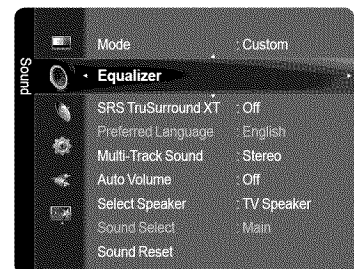 Sound
Mode : Custom
Equalizer
SRS TruSurround XT : Off
Preferred Language : English
Multi-Track Sound : Stereo
Auto Volume : Off
Select Speaker : TV Speaker
Sound Select : Main
Sound Reset